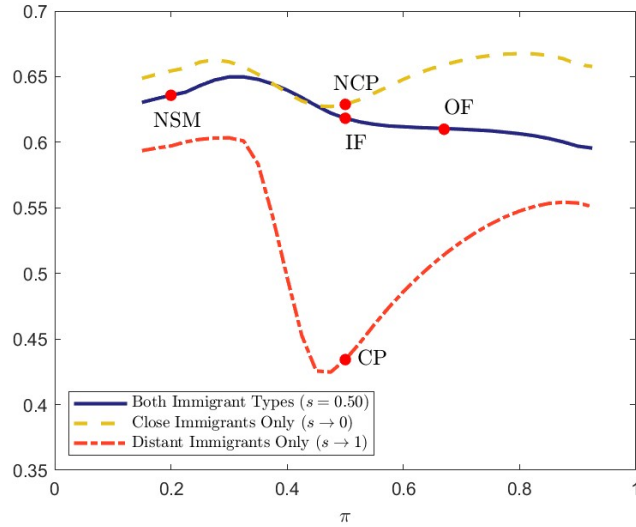 0.7
0.65
0.6
0.55
0.5
0.45
0.4
0.35
NCP
OF
NSM
IF
CP
Both Immigrant Types (s = 0.50)
Close Immigrants Only (s → 0)
Distant Immigrants Only (s → 1)
0 0.2 0.4 0.6 0.8 1
π